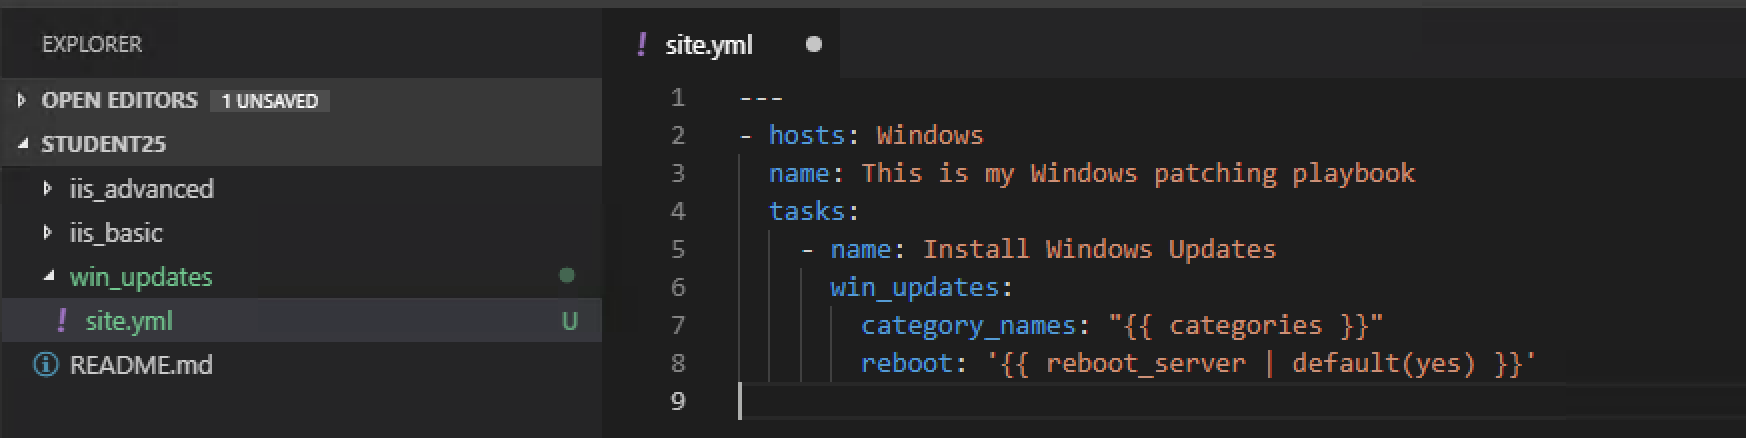 EXPLORER
OPEN EDITORS 1 UNSAVED
STUDENT25
iis_advanced
iis_basic
win_updates
! site.yml U
README.md
! site.yml
1 ---
2 - hosts: Windows
3   name: This is my Windows patching playbook
4   tasks:
5     - name: Install Windows Updates
6       win_updates:
7         category_names: "{{ categories }}"
8         reboot: '{{ reboot_server | default(yes) }}'
9